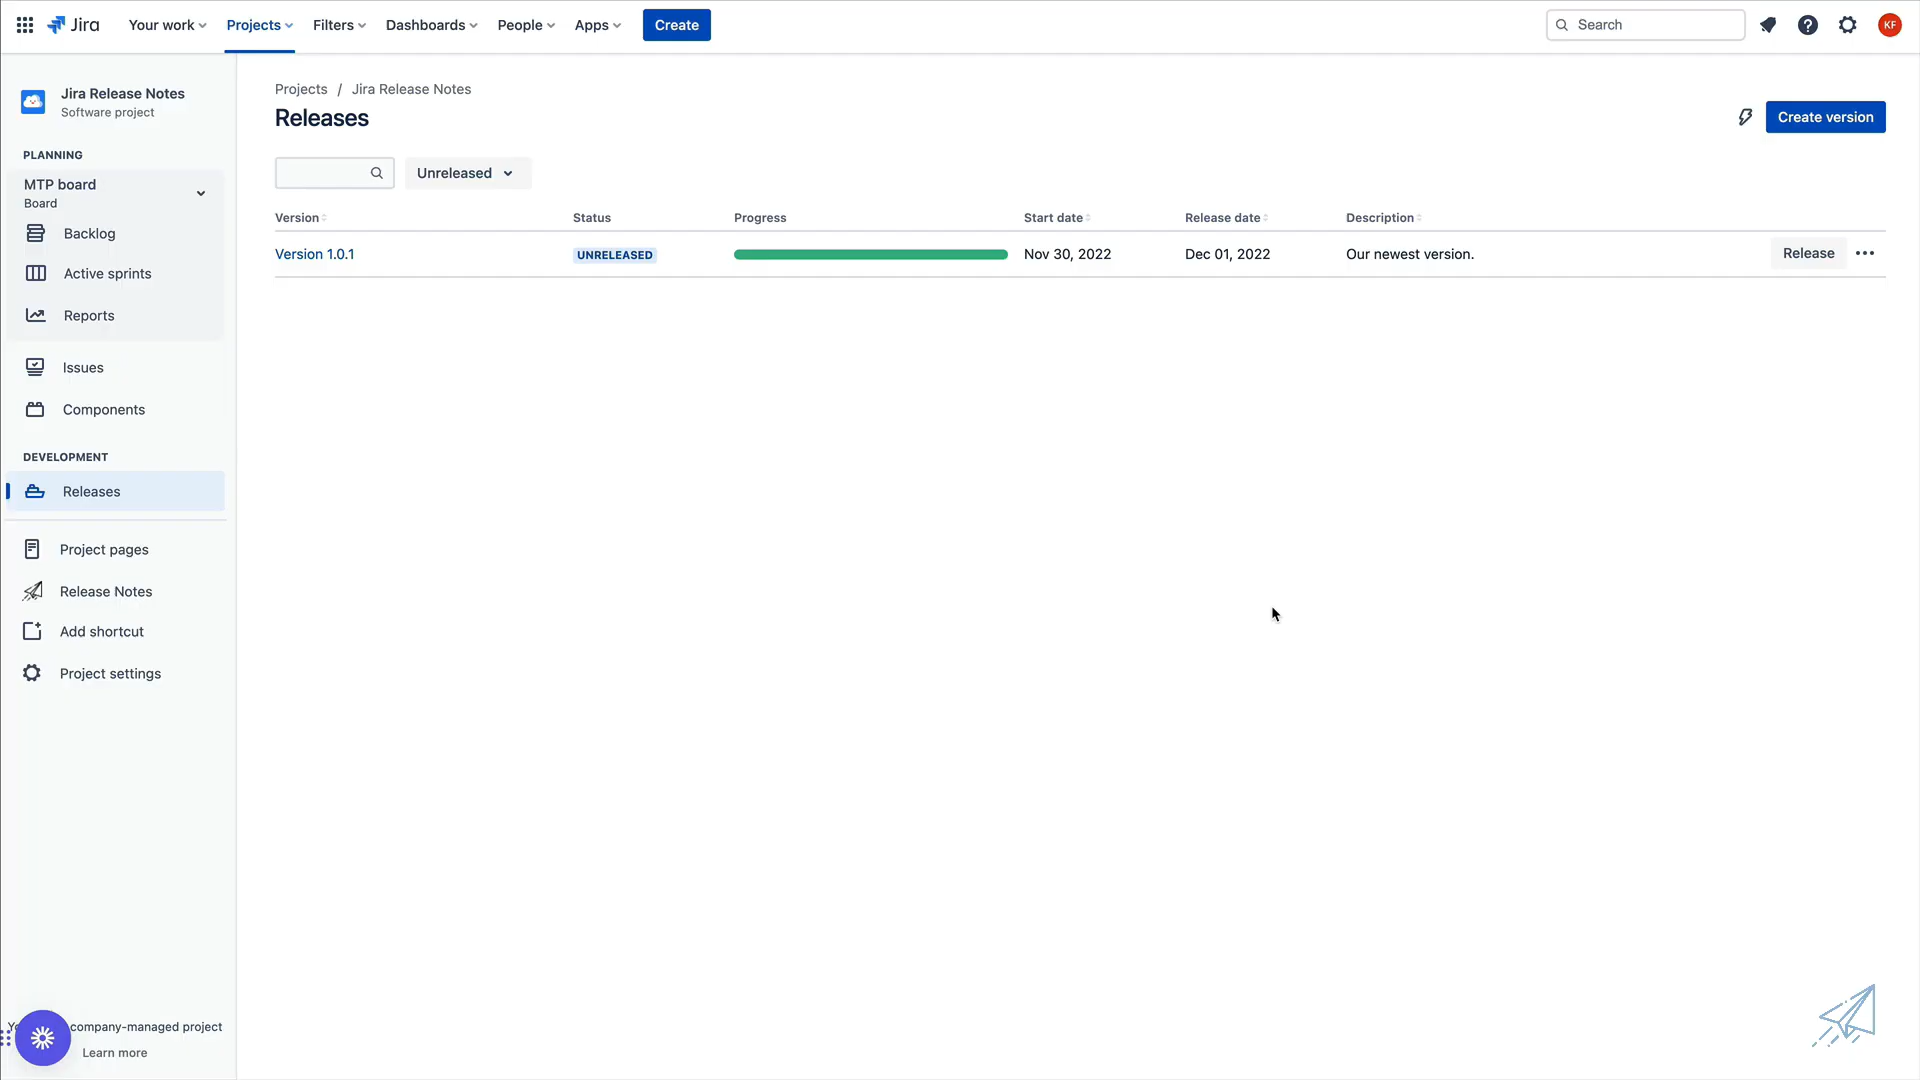 Jira
Your work
Projects
Filters
Dashboards
People
Apps
Create
Search
KF
Jira Release Notes
Software project
PLANNING
MTP board
Board
Backlog
Active sprints
Reports
Issues
Components
DEVELOPMENT
Releases
Project pages
Release Notes
Add shortcut
Project settings
company-managed project
Learn more
Projects / Jira Release Notes
Releases
Create version
Unreleased
Version Status Progress Start date Release date Description
Version 1.0.1 UNRELEASED Nov 30, 2022 Dec 01, 2022 Our newest version. Release